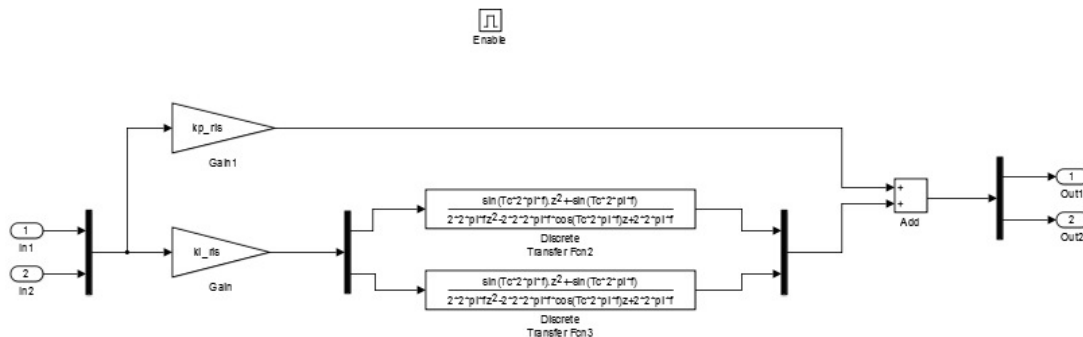 Enable
kp_ris
Gain1
1
In1
2
In2
ki_ris
Gain
sin(Tc*2*pi*f).z²+-sin(Tc*2*pi*f)
2*2*pi*fz²-2*2*2*pi*f*cos(Tc*2*pi*f)z+2*2*pi*f
Discrete
Transfer Fcn2
sin(Tc*2*pi*f).z²+-sin(Tc*2*pi*f)
2*2*pi*fz²-2*2*2*pi*f*cos(Tc*2*pi*f)z+2*2*pi*f
Discrete
Transfer Fcn3
+
+
Add
1
Out1
2
Out2